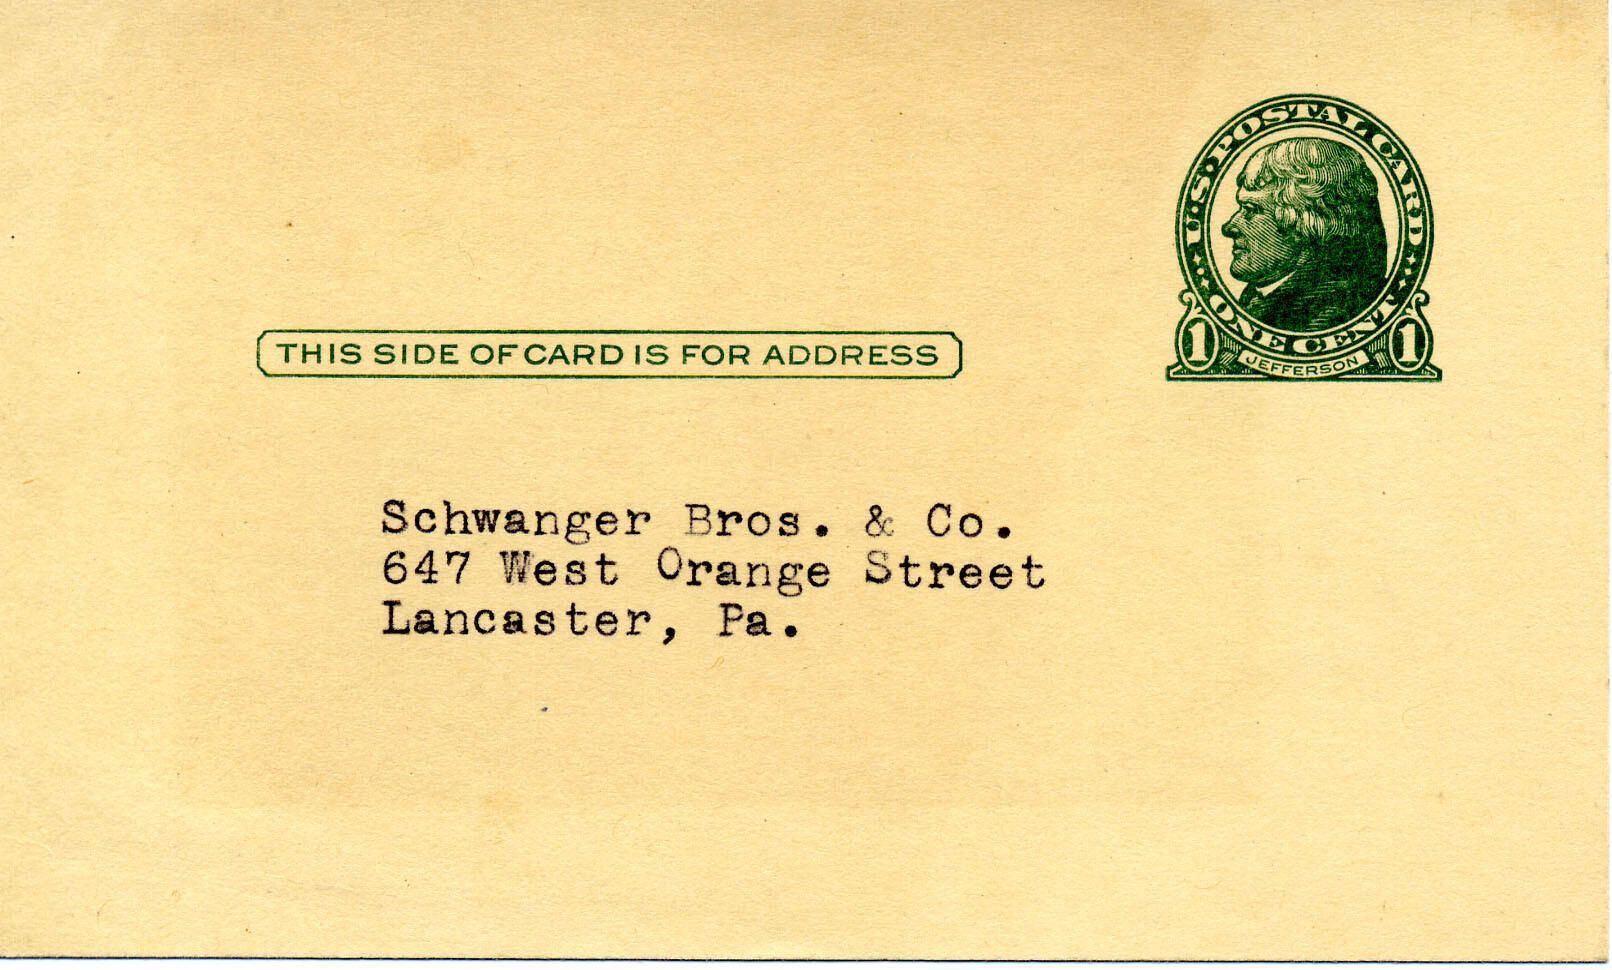 U.S. POSTAL CARD
ONE CENT
1 JEFFERSON 1
THIS SIDE OF CARD IS FOR ADDRESS
Schwanger Bros. & Co.
647 West Orange Street
Lancaster, Pa.